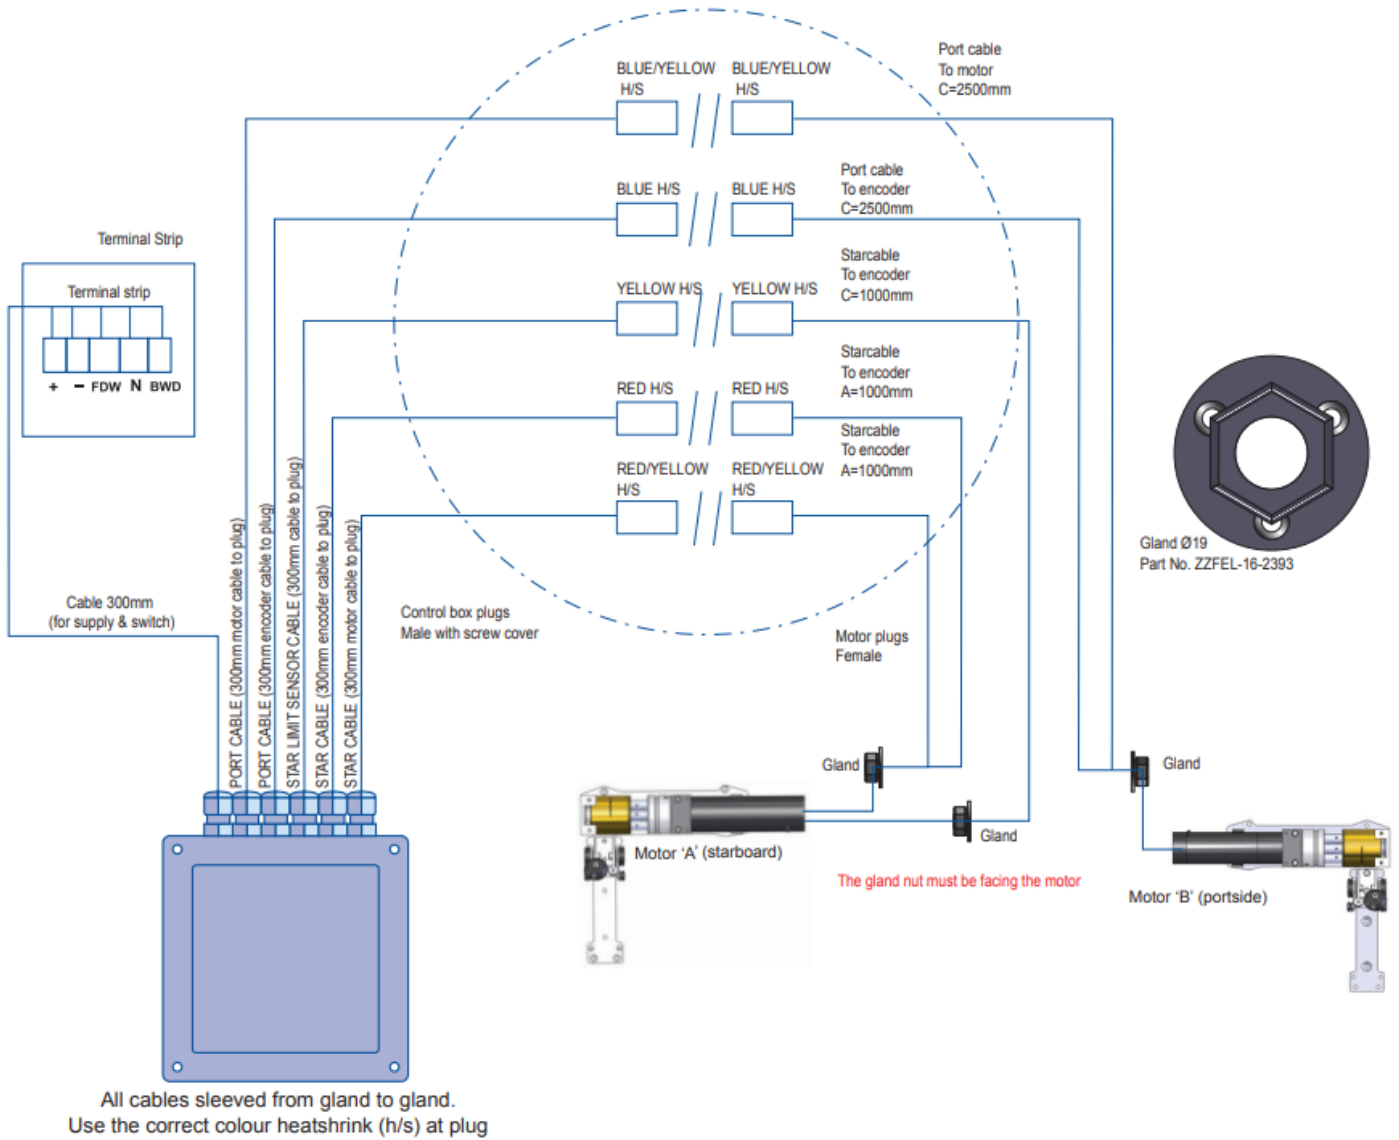 Port cable
To motor
C=2500mm
BLUE/YELLOW
H/S
BLUE/YELLOW
H/S
Port cable
To encoder
C=2500mm
BLUE H/S
BLUE H/S
Terminal Strip
Terminal strip
+ − FDW N BWD
Starcable
To encoder
C=1000mm
YELLOW H/S
YELLOW H/S
Starcable
To encoder
A=1000mm
RED H/S
RED H/S
Starcable
To encoder
A=1000mm
RED/YELLOW
H/S
RED/YELLOW
H/S
Gland Ø19
Part No. ZZFEL-16-2393
Cable 300mm
(for supply & switch)
PORT CABLE (300mm motor cable to plug)
PORT CABLE (300mm encoder cable to plug)
STAR LIMIT SENSOR CABLE (300mm cable to plug)
STAR CABLE (300mm encoder cable to plug)
STAR CABLE (300mm motor cable to plug)
Control box plugs
Male with screw cover
Motor plugs
Female
Gland
Gland
Gland
Motor ‘A’ (starboard)
The gland nut must be facing the motor
Motor ‘B’ (portside)
All cables sleeved from gland to gland.
Use the correct colour heatshrink (h/s) at plug